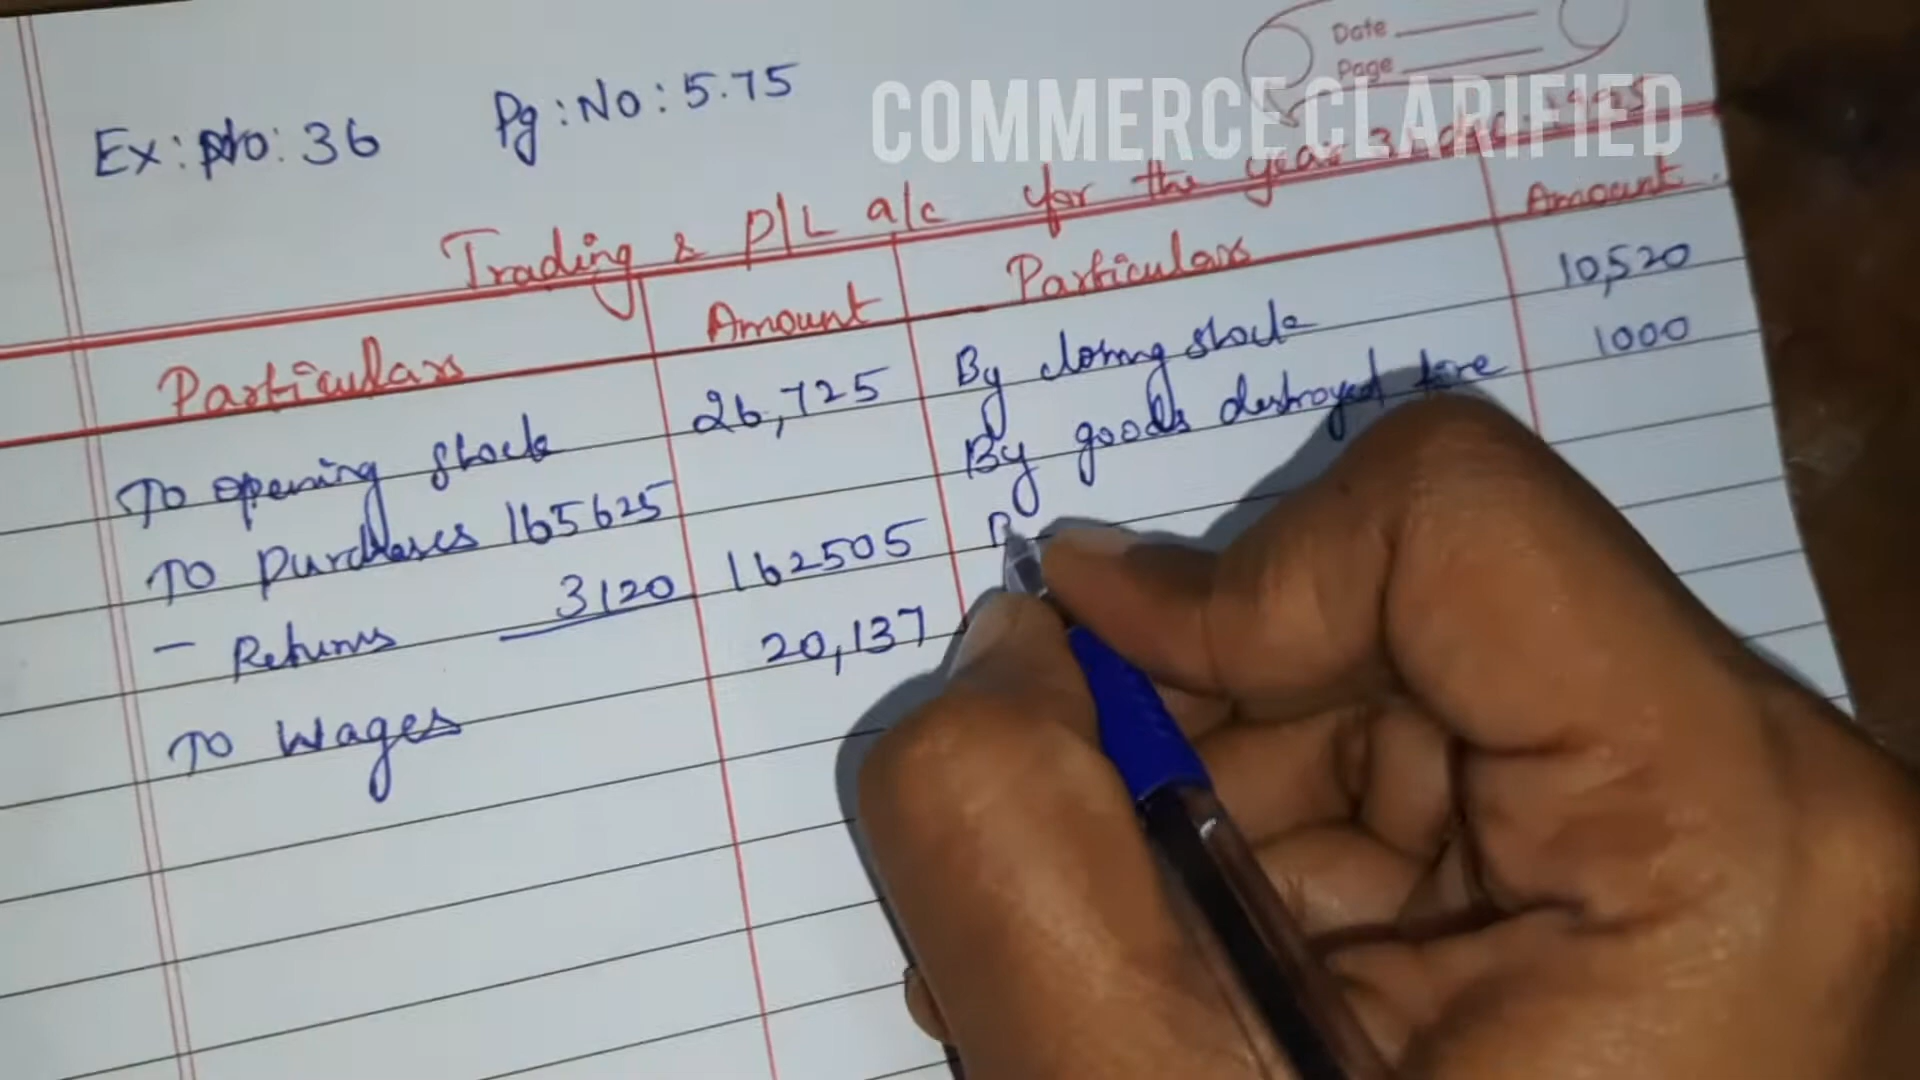 Date
Page
COMMERCE CLARIFIED
Ex: No: 36 Pg: No: 5.75
Trading & P/L a/c for the year
Particulars Amount Particulars Amount
To opening stock 26,725 By closing stock 10,520
To Purchases 165625 By goods destroyed fire 1000
- Returns 3120 162505 B
To Wages 20,137